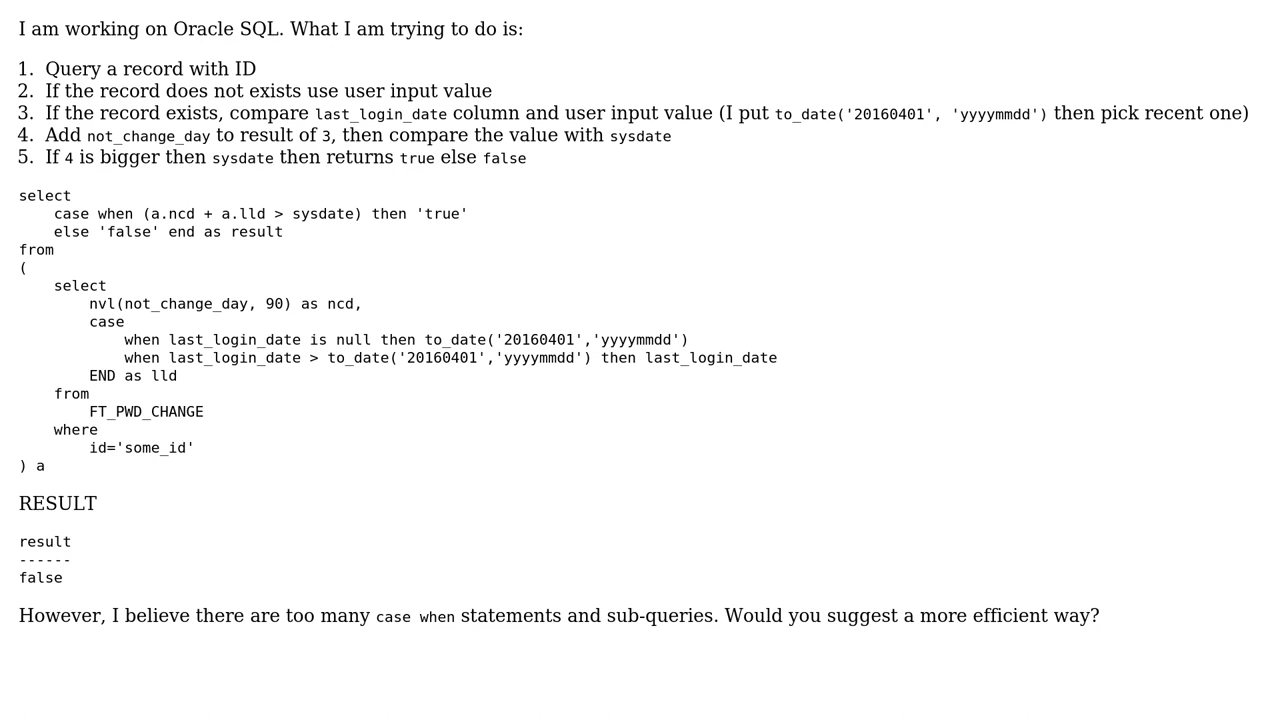 I am working on Oracle SQL. What I am trying to do is:
1. Query a record with ID
2. If the record does not exists use user input value
3. If the record exists, compare last_login_date column and user input value (I put to_date('20160401', 'yyyymmdd') then pick recent one)
4. Add not_change_day to result of 3, then compare the value with sysdate
5. If 4 is bigger then sysdate then returns true else false
select
    case when (a.ncd + a.lld > sysdate) then 'true'
    else 'false' end as result
from
(
    select
        nvl(not_change_day, 90) as ncd,
        case
            when last_login_date is null then to_date('20160401','yyyymmdd')
            when last_login_date > to_date('20160401','yyyymmdd') then last_login_date
        END as lld
    from
        FT_PWD_CHANGE
    where
        id='some_id'
) a
RESULT
result
------
false
However, I believe there are too many case when statements and sub-queries. Would you suggest a more efficient way?